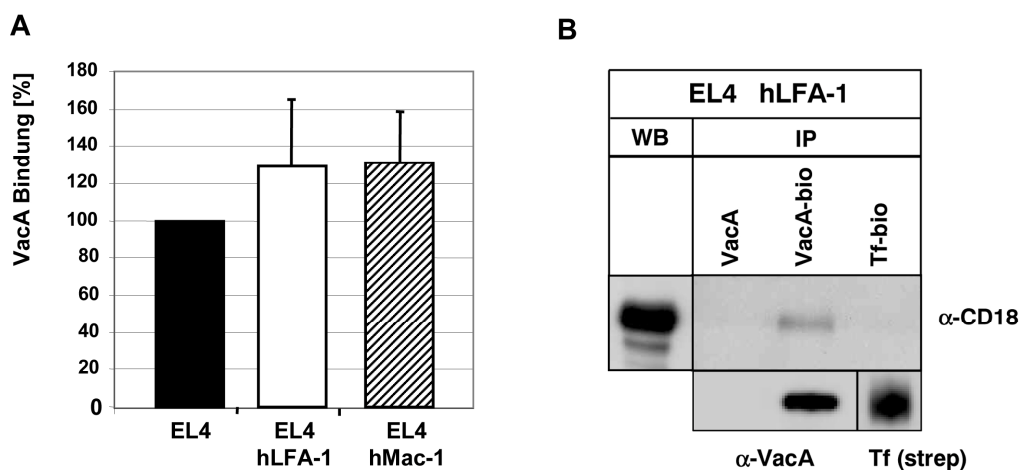 A
VacA Bindung [%]
180
160
140
120
100
80
60
40
20
0
EL4
EL4
hLFA-1
EL4
hMac-1
B
EL4 hLFA-1
WB
IP
VacA
VacA-bio
Tf-bio
α-CD18
α-VacA
Tf (strep)